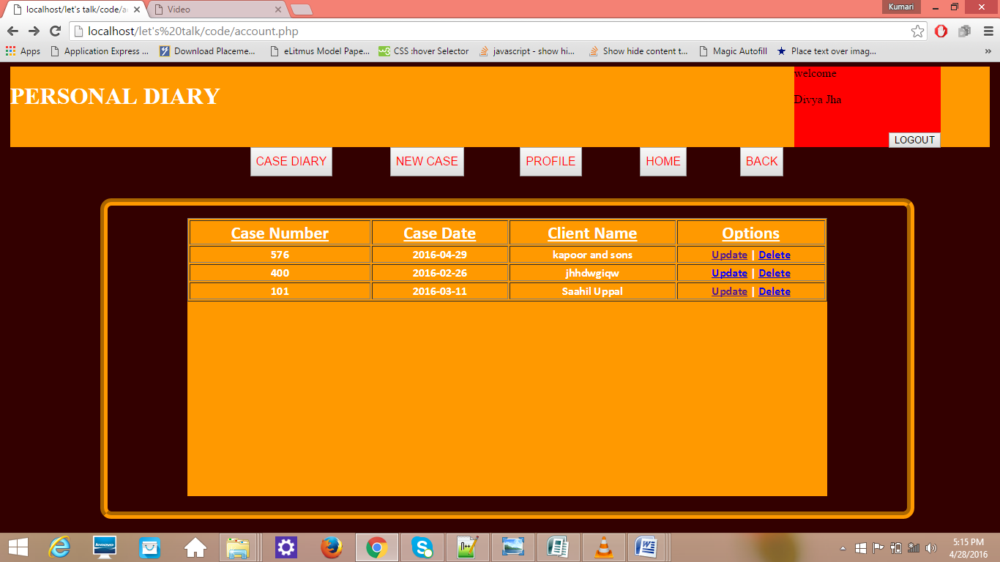 localhost/let's talk/code/a
Video
Kumari
localhost/let's%20talk/code/account.php
Apps
Application Express ...
Download Placeme...
eLitmus Model Pape...
CSS :hover Selector
javascript - show hi...
Show hide content t...
Magic Autofill
Place text over imag...
»
PERSONAL DIARY
welcome
Divya Jha
LOGOUT
CASE DIARY
NEW CASE
PROFILE
HOME
BACK
Case Number Case Date Client Name Options
576 2016-04-29 kapoor and sons Update | Delete
400 2016-02-26 jhhdwgiqw Update | Delete
101 2016-03-11 Saahil Uppal Update | Delete
5:15 PM
4/28/2016